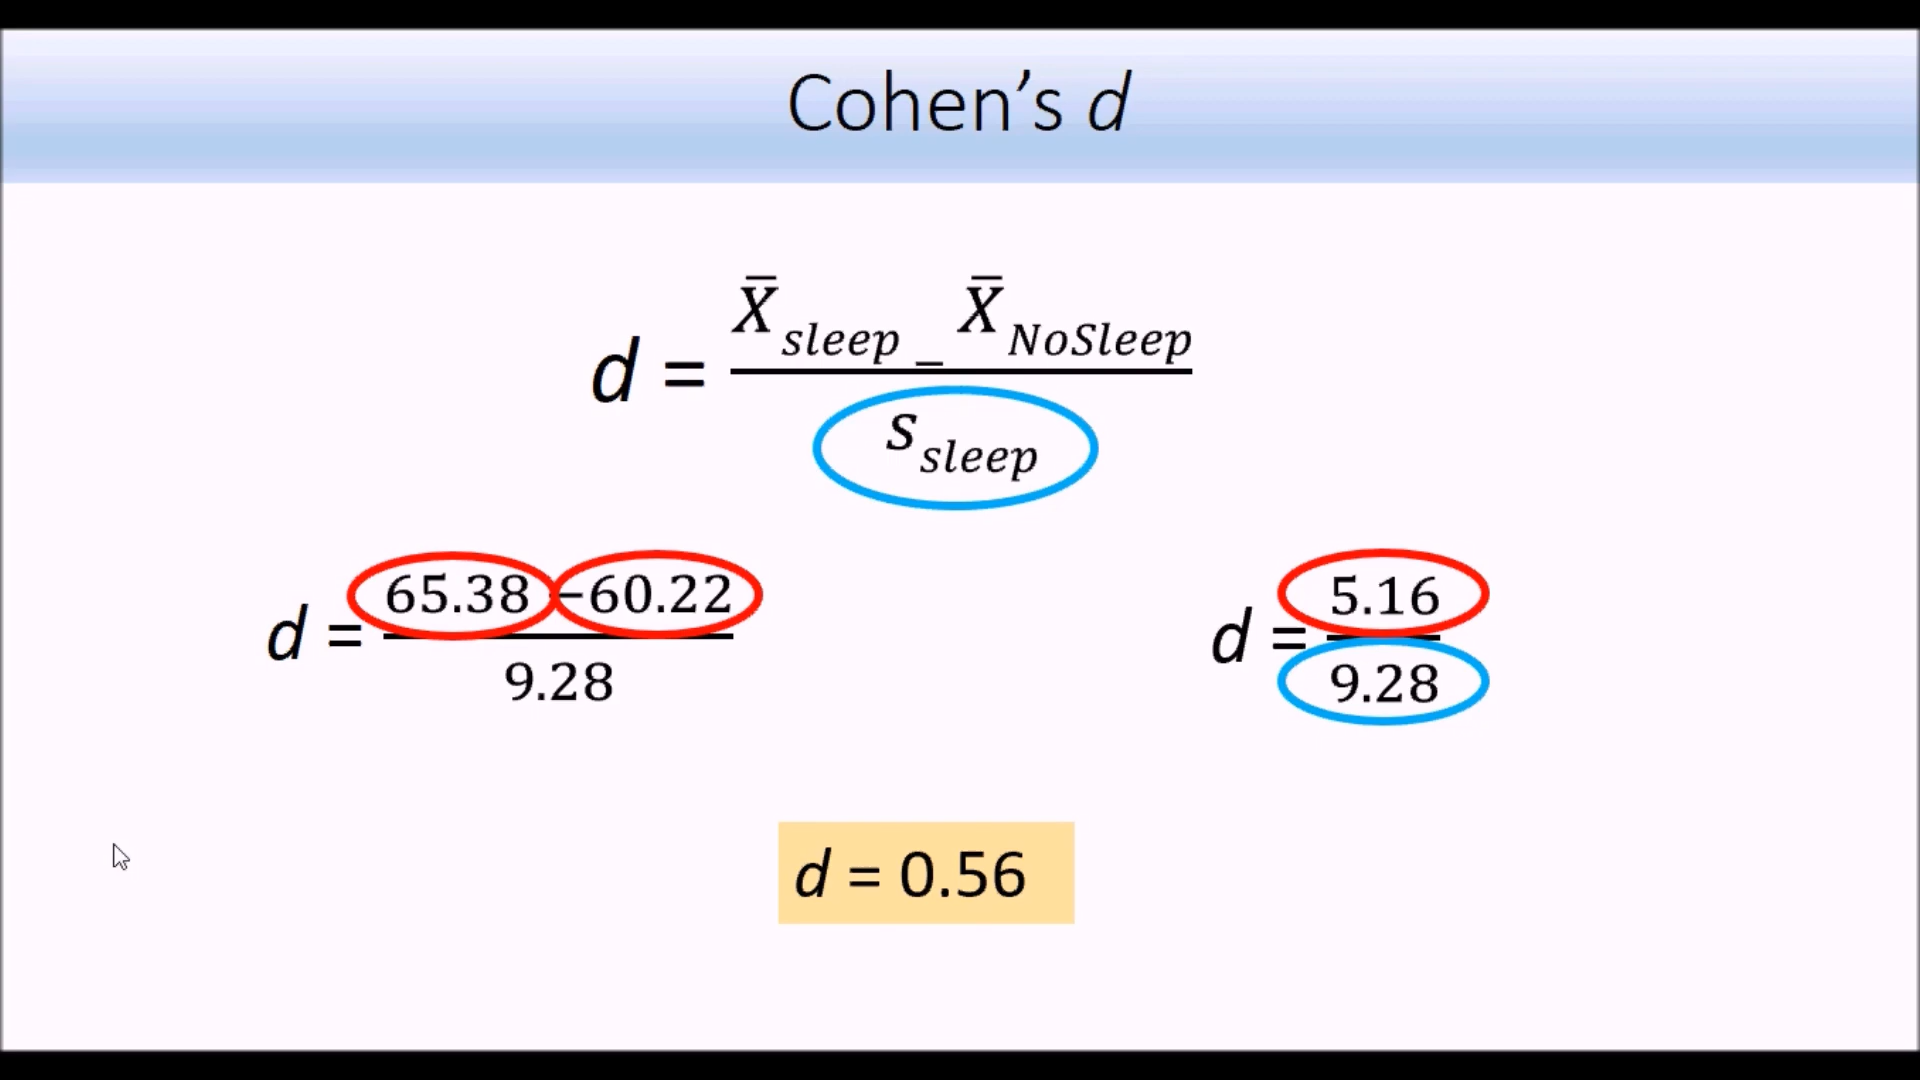 Cohen's d
d = X̄sleep – X̄NoSleep
Ssleep
d = 65.38 –60.22
9.28
d = 5.16
9.28
d = 0.56